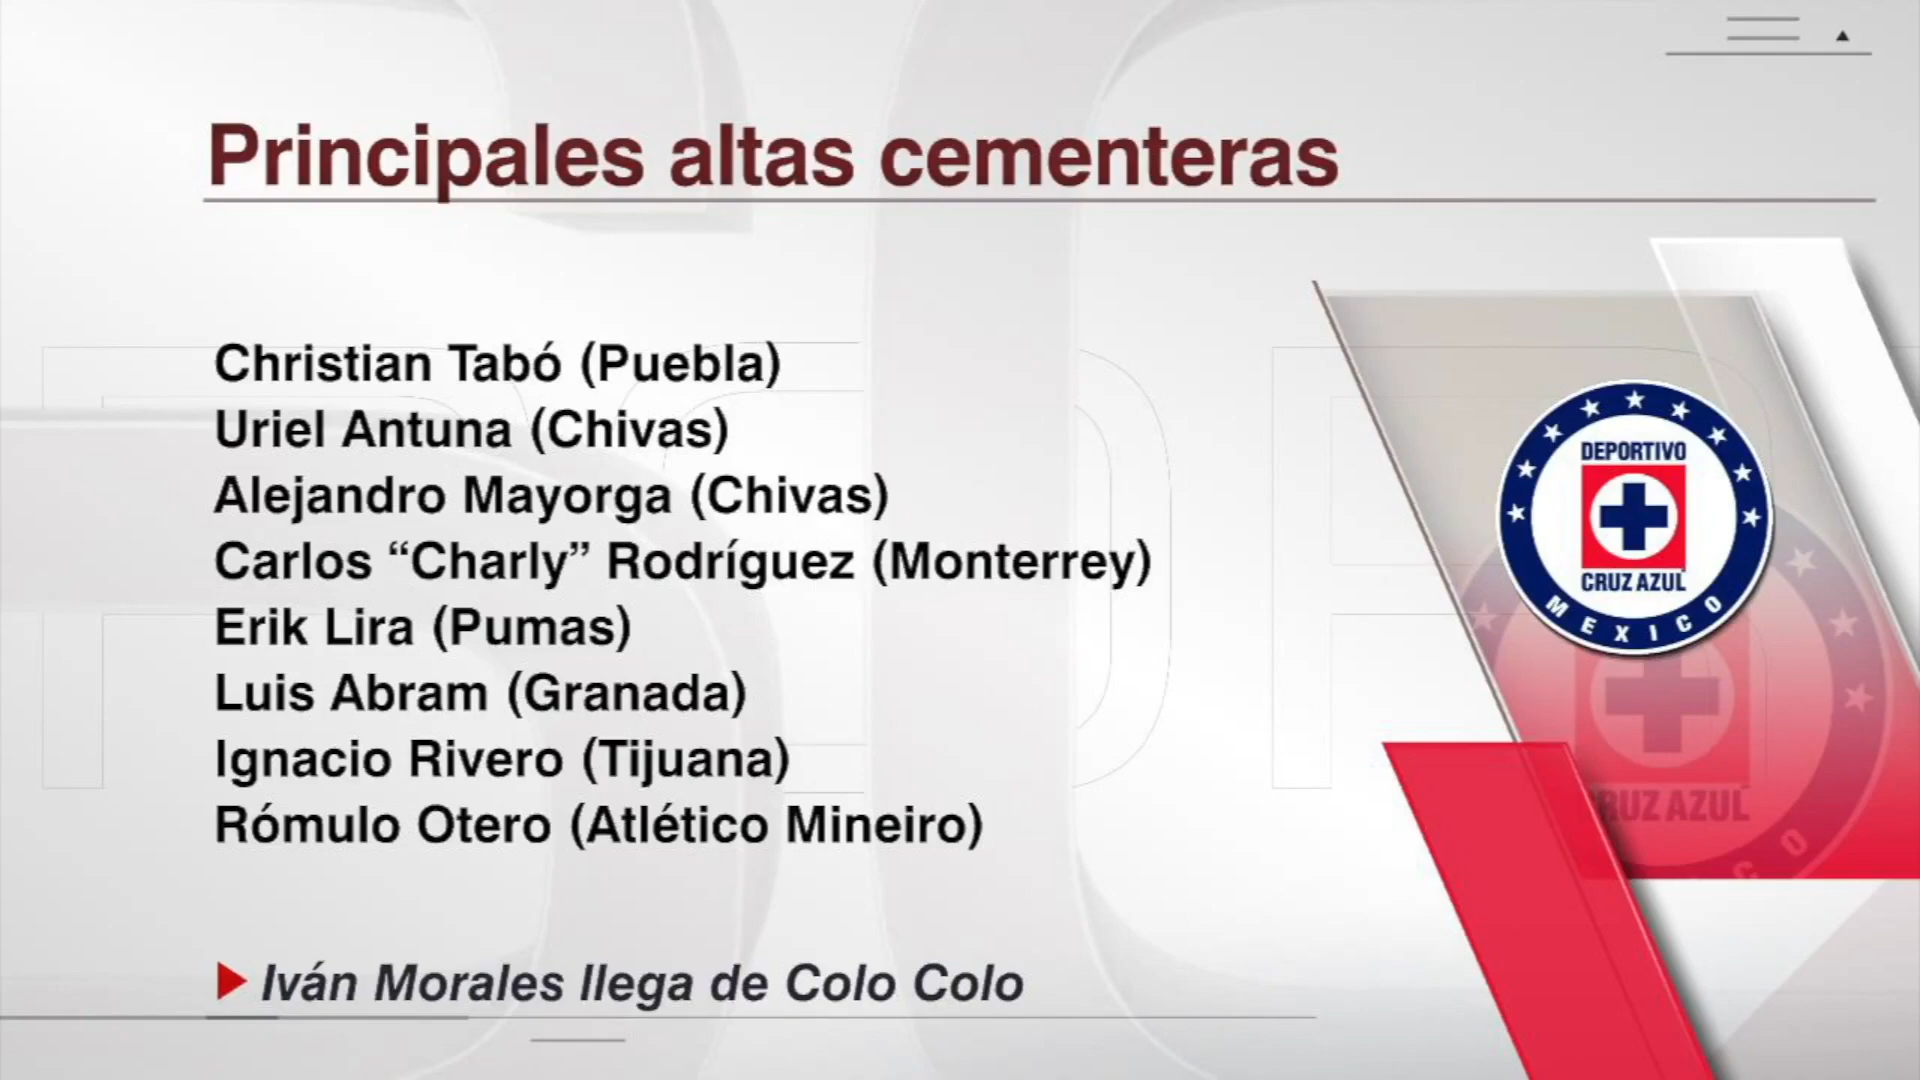 Principales altas cementeras
Christian Tabó (Puebla)
Uriel Antuna (Chivas)
Alejandro Mayorga (Chivas)
Carlos “Charly” Rodríguez (Monterrey)
Erik Lira (Pumas)
Luis Abram (Granada)
Ignacio Rivero (Tijuana)
Rómulo Otero (Atlético Mineiro)
Iván Morales llega de Colo Colo
DEPORTIVO
CRUZ AZUL
MEXICO